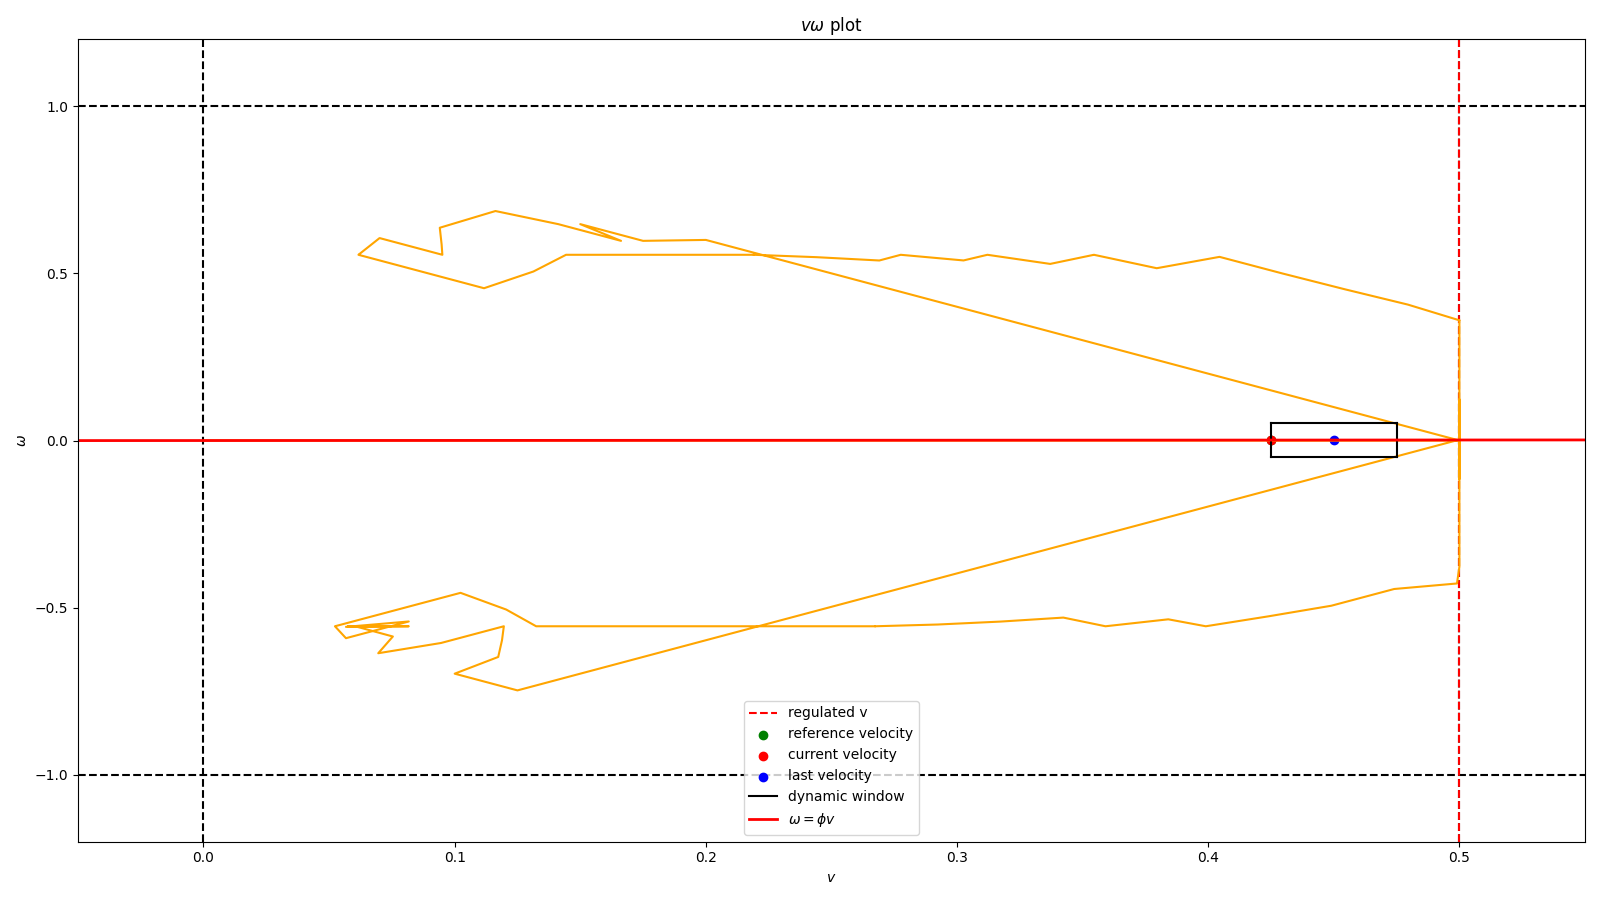 vω plot
1.0
0.5
0.0
−0.5
−1.0
ω
0.0
0.1
0.2
0.3
0.4
0.5
v
regulated v
reference velocity
current velocity
last velocity
dynamic window
ω = ϕv